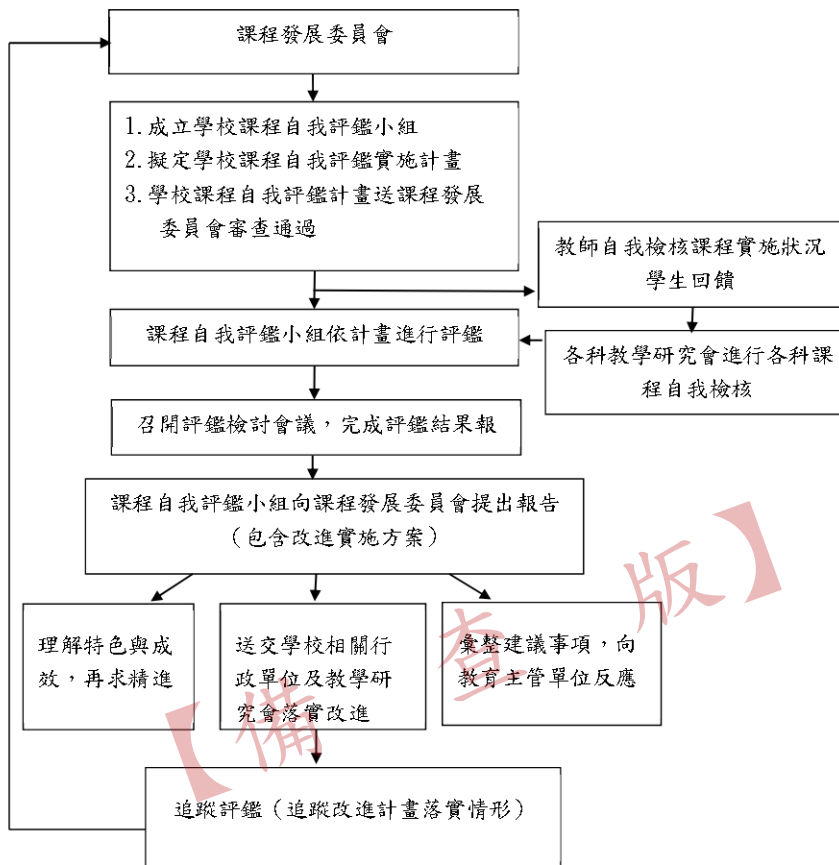 課程發展委員會
1.成立學校課程自我評鑑小組
2.擬定學校課程自我評鑑實施計畫
3.學校課程自我評鑑計畫送課程發展
委員會審查通過
教師自我檢核課程實施狀況
學生回饋
課程自我評鑑小組依計畫進行評鑑
各科教學研究會進行各科課
程自我檢核
召開評鑑檢討會議，完成評鑑結果報
課程自我評鑑小組向課程發展委員會提出報告
（包含改進實施方案）
理解特色與成
效，再求精進
送交學校相關行
政單位及教學研
究會落實改進
彙整建議事項，向
教育主管單位反應
追蹤評鑑（追蹤改進計畫落實情形）
【備查版】